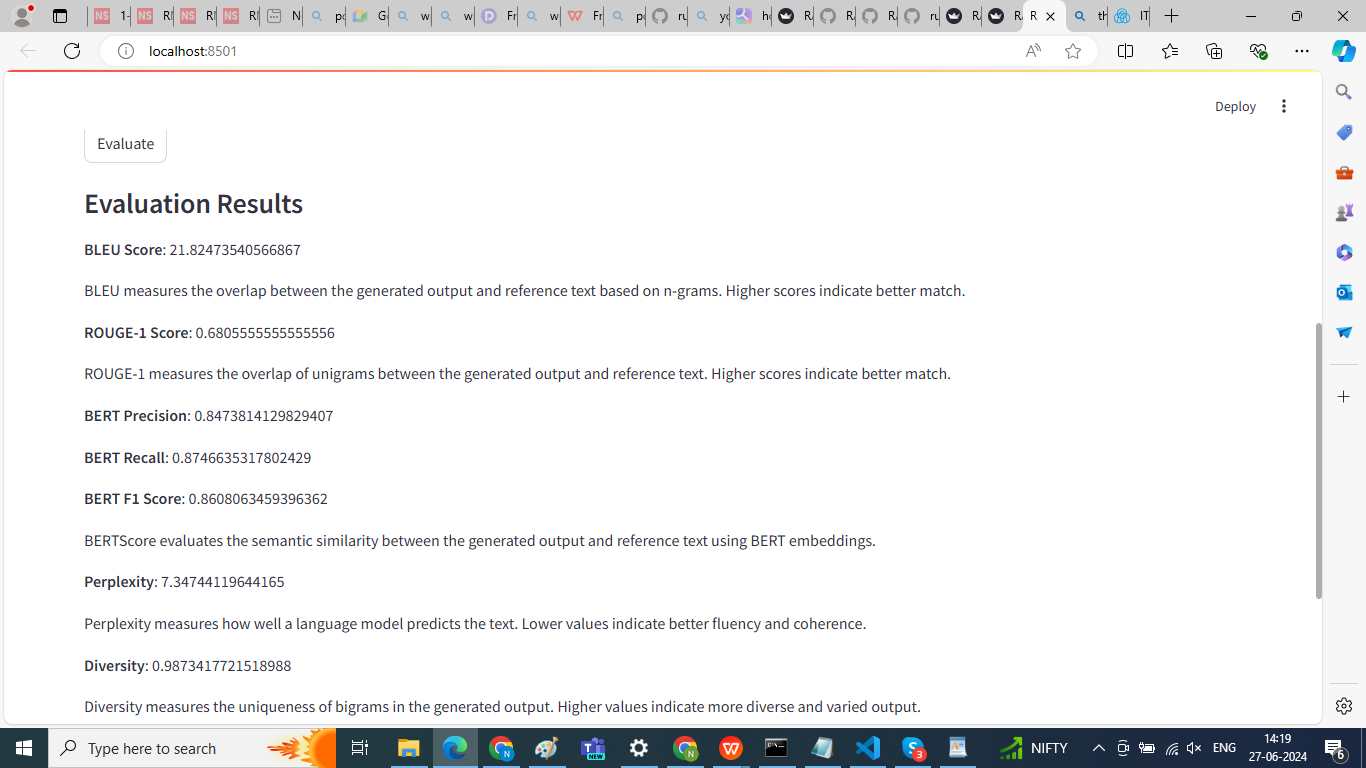 localhost:8501
Deploy
Evaluate
Evaluation Results
BLEU Score: 21.82473540566867
BLEU measures the overlap between the generated output and reference text based on n-grams. Higher scores indicate better match.
ROUGE-1 Score: 0.6805555555555556
ROUGE-1 measures the overlap of unigrams between the generated output and reference text. Higher scores indicate better match.
BERT Precision: 0.8473814129829407
BERT Recall: 0.8746635317802429
BERT F1 Score: 0.8608063459396362
BERTScore evaluates the semantic similarity between the generated output and reference text using BERT embeddings.
Perplexity: 7.34744119644165
Perplexity measures how well a language model predicts the text. Lower values indicate better fluency and coherence.
Diversity: 0.9873417721518988
Diversity measures the uniqueness of bigrams in the generated output. Higher values indicate more diverse and varied output.
Type here to search
NIFTY
ENG
14:19
27-06-2024